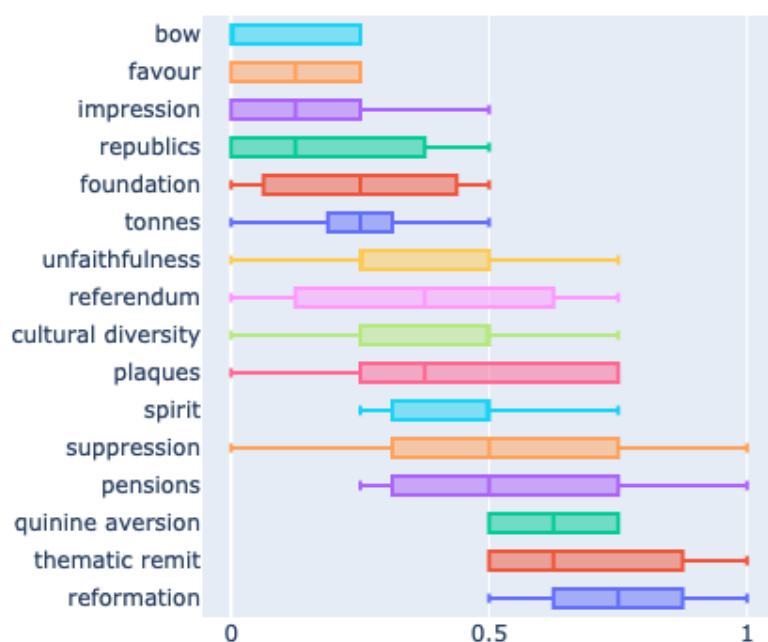 bow
favour
impression
republics
foundation
tonnes
unfaithfulness
referendum
cultural diversity
plaques
spirit
suppression
pensions
quinine aversion
thematic remit
reformation
0 0.5 1